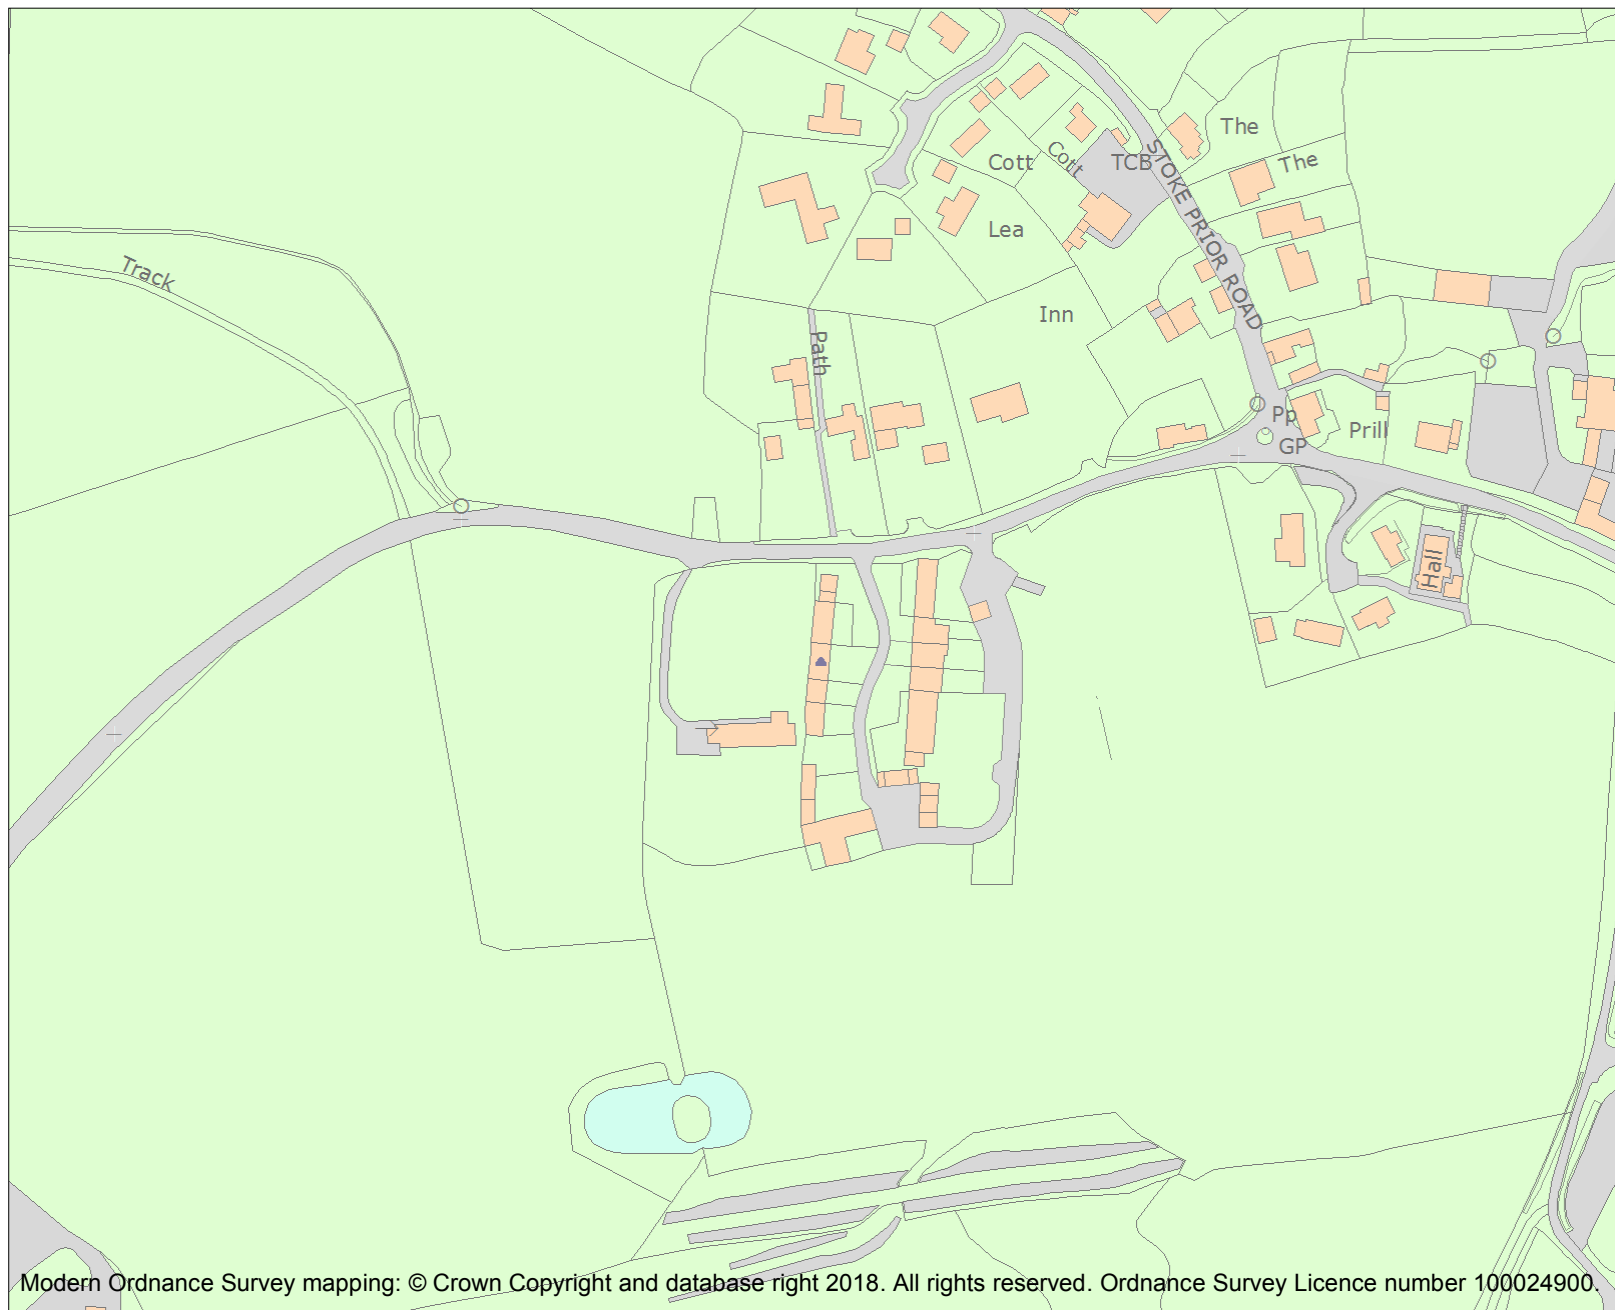 The
Cott
Cott
TCB
The
STOKE PRIOR ROAD
Lea
Track
Inn
Path
Pp
Prill
GP
Hall
Modern Ordnance Survey mapping: © Crown Copyright and database right 2018. All rights reserved. Ordnance Survey Licence number 100024900.